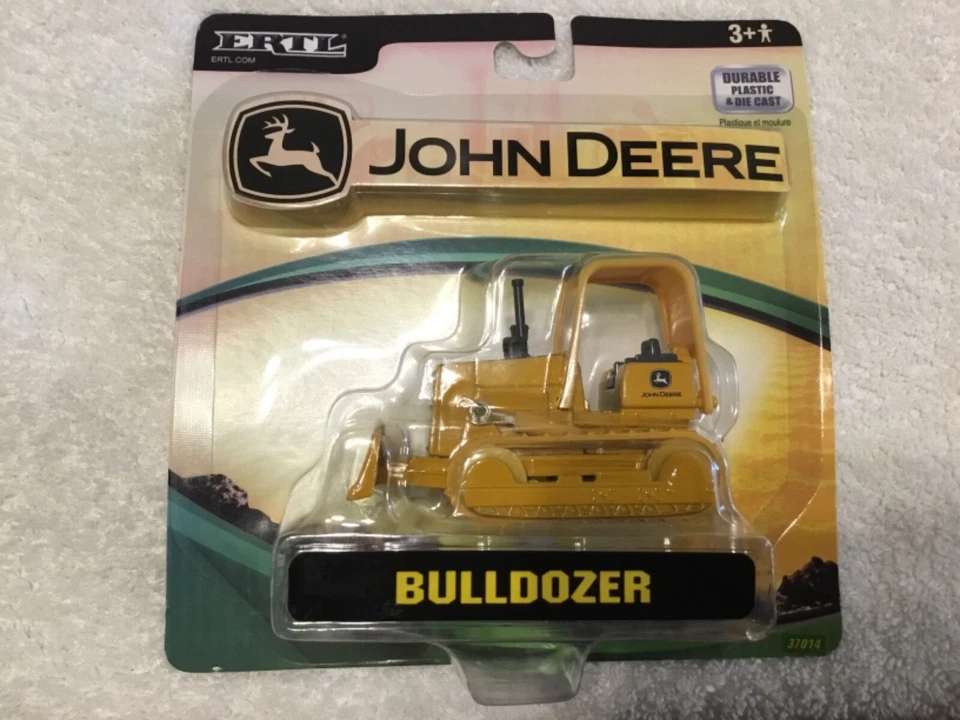 ERTL
ERTL.COM
3+
DURABLE
PLASTIC
& DIE CAST
Plastique et moulure
JOHN DEERE
JOHN DEERE
BULLDOZER
37014